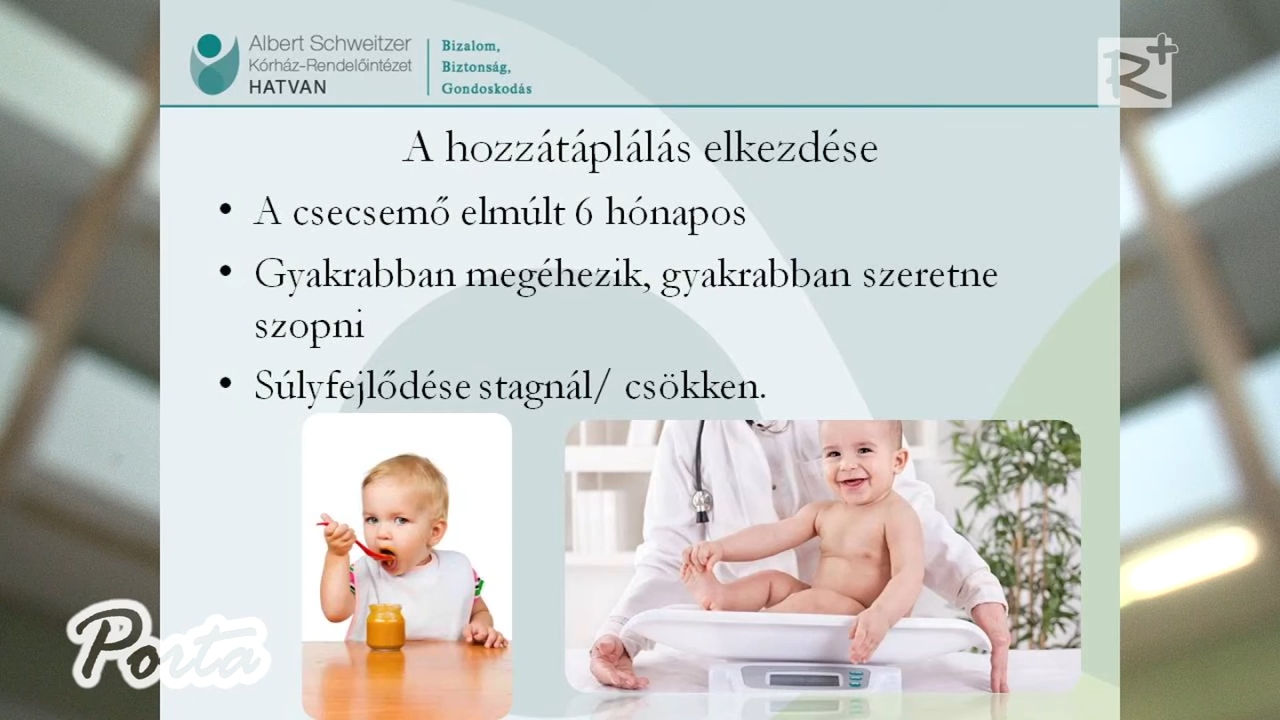 Albert Schweitzer
Kórház-Rendelőintézet
HATVAN
Bizalom,
Biztonság,
Gondoskodás
R+
A hozzátáplálás elkezdése
• A csecsemő elmúlt 6 hónapos
• Gyakrabban megéhezik, gyakrabban szeretne
szopni
• Súlyfejlődése stagnál/ csökken.
Porta